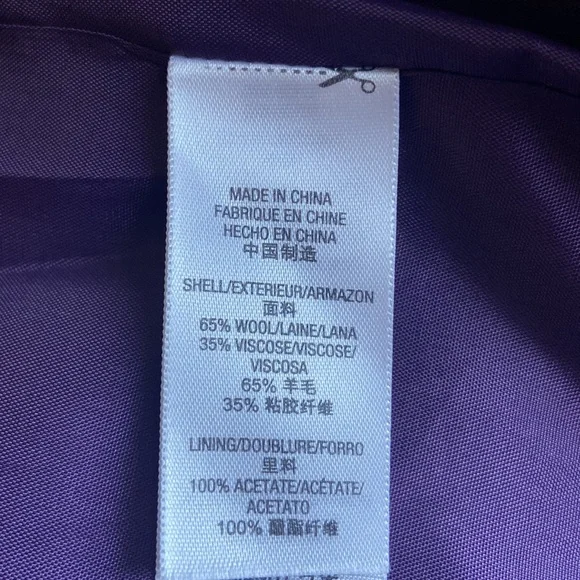 MADE IN CHINA
FABRIQUE EN CHINE
HECHO EN CHINA
中国制造
SHELL/EXTERIEUR/ARMAZON
面料
65% WOOL/LAINE/LANA
35% VISCOSE/VISCOSE/
VISCOSA
65% 羊毛
35% 粘胶纤维
LINING/DOUBLURE/FORRO
里料
100% ACETATE/ACÉTATE/
ACETATO
100% 醋酯纤维